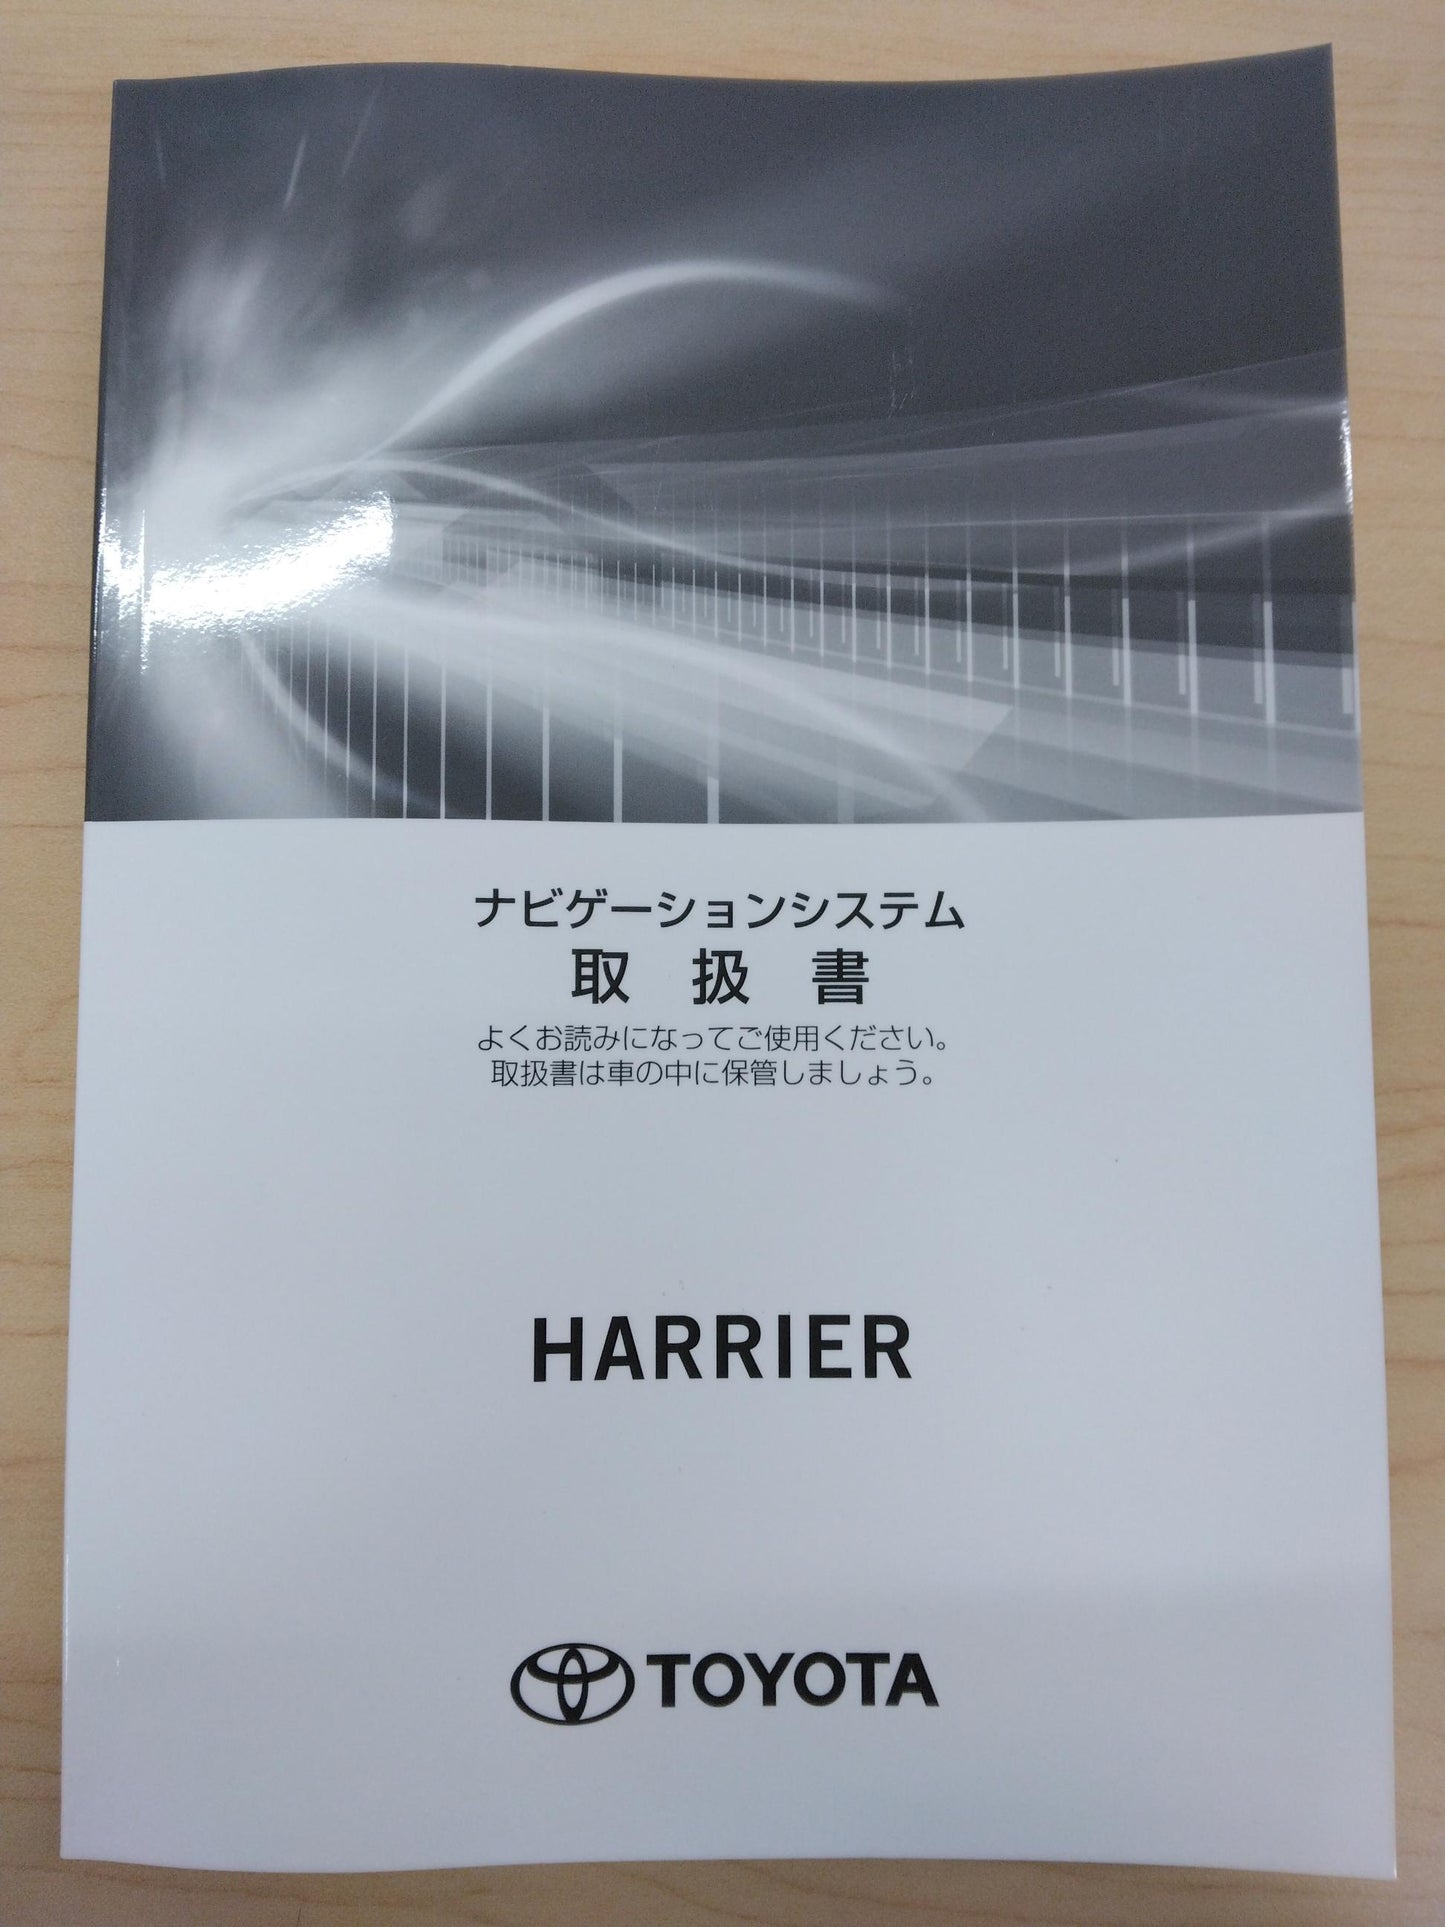 ナビゲーションシステム
取 扱 書
よくお読みになってご使用ください。
取扱書は車の中に保管しましょう。
HARRIER
TOYOTA